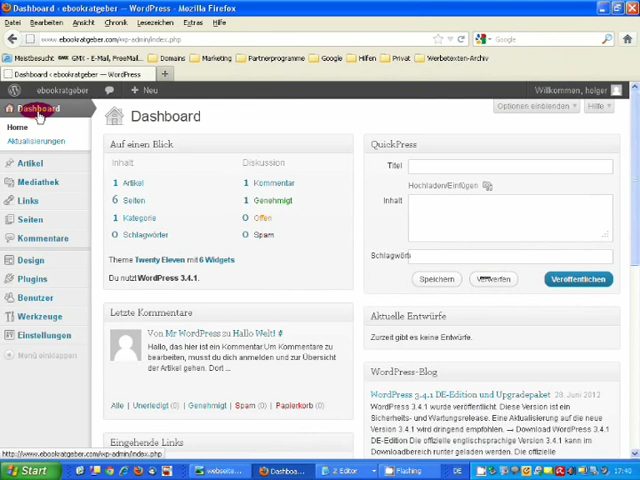 Dashboard ‹ ebookratgeber — WordPress - Mozilla Firefox
Datei Bearbeiten Ansicht Chronik Lesezeichen Extras Hilfe
www.ebookratgeber.com/wp-admin/index.php
Google
Meistbesucht GMX - E-Mail, FreeMail... Domains Marketing Partnerprogramme Google Hilfen Privat Werbetexten-Archiv
Dashboard ‹ ebookratgeber — WordPress
ebookratgeber + Neu Willkommen, holger
Dashboard
Home
Aktualisierungen
Artikel
Mediathek
Links
Seiten
Kommentare
Design
Plugins
Benutzer
Werkzeuge
Einstellungen
Menü einklappen
Optionen einblenden Hilfe
Dashboard
Auf einen Blick
Inhalt Diskussion
1 Artikel 1 Kommentar
6 Seiten 1 Genehmigt
1 Kategorie 0 Offen
0 Schlagwörter 0 Spam
Theme Twenty Eleven mit 6 Widgets
Du nutzt WordPress 3.4.1.
Letzte Kommentare
Von Mr WordPress zu Hallo Welt! #
Hallo, das hier ist ein Kommentar.Um Kommentare zu
bearbeiten, musst du dich anmelden und zur Übersicht
der Artikel gehen. Dort ...
Alle | Unerledigt (0) | Genehmigt | Spam (0) | Papierkorb (0)
Eingehende Links
QuickPress
Titel
Hochladen/Einfügen
Inhalt
Schlagwört
Speichern Verwerfen Veröffentlichen
Aktuelle Entwürfe
Zurzeit gibt es keine Entwürfe.
WordPress-Blog
WordPress 3.4.1 DE-Edition und Upgradepaket 28. Juni 2012
WordPress 3.4.1 wurde veröffentlicht. Diese Version ist ein
Sicherheits- und Wartungsrelease. Eine Aktualisierung auf die neue
Version 3.4.1 wird dringend empfohlen. → Download WordPress 3.4.1
DE-Edition Die offizielle englischsprachige Version 3.4.1 kann im
Downloadbereich runter geladen werden. Die offizielle
http://www.ebookratgeber.com/wp-admin/index.php
Start webseite... Dashboa... 2 Editor Flashing DE 17:40